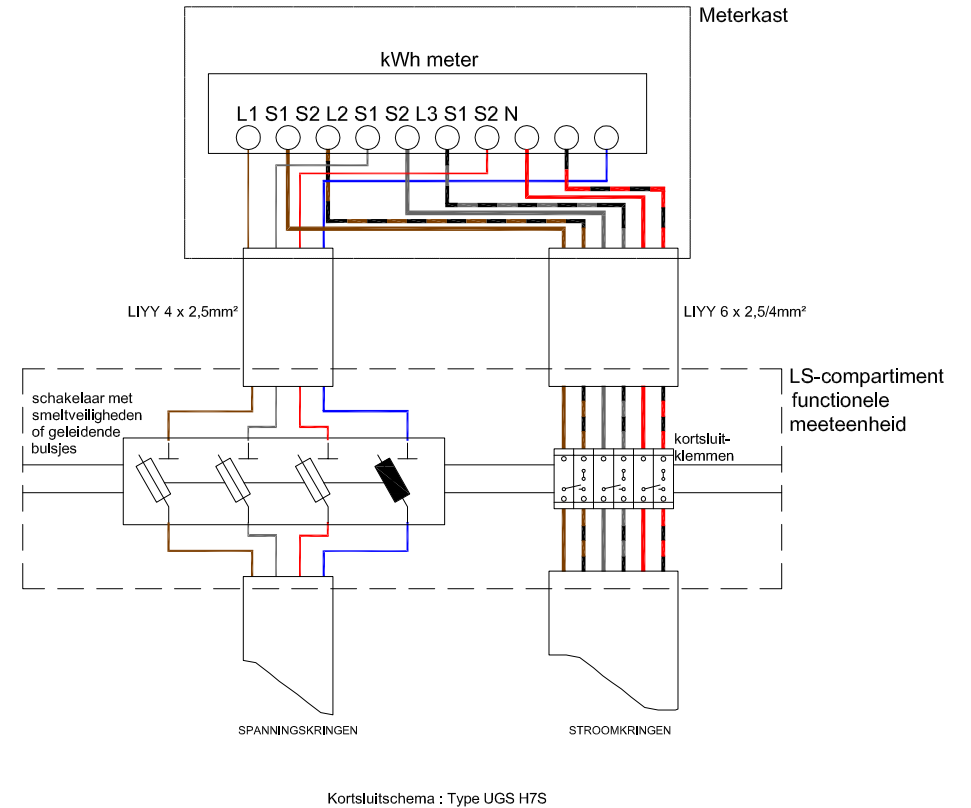 Meterkast
kWh meter
L1 S1 S2 L2 S1 S2 L3 S1 S2 N
LIYY 4 x 2,5mm²
LIYY 6 x 2,5/4mm²
LS-compartiment
functionele
meeteenheid
schakelaar met
smeltveiligheden
of geleidende
bulsjes
kortsluit-
klemmen
SPANNINGSKRINGEN
STROOMKRINGEN
Kortsluitschema : Type UGS H7S